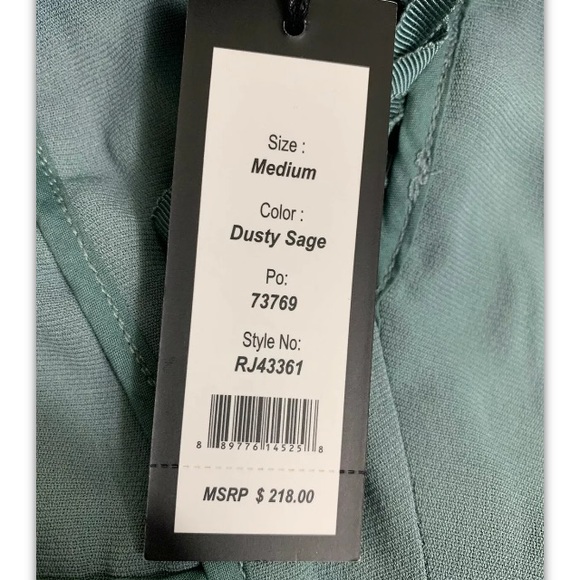 Size :
Medium
Color :
Dusty Sage
Po:
73769
Style No:
RJ43361
8 89776 14525 8
MSRP $ 218.00